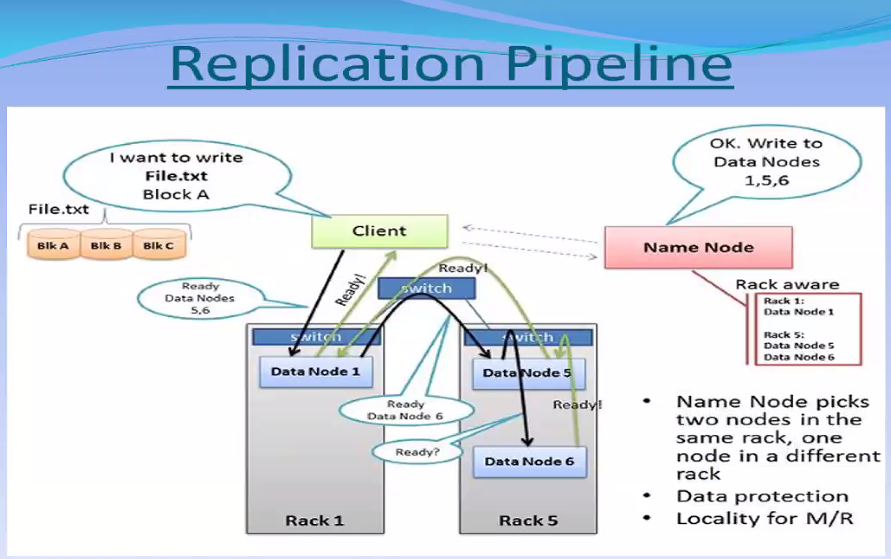 Replication Pipeline
I want to write
File.txt
Block A
OK. Write to
Data Nodes
1,5,6
File.txt
Blk A
Blk B
Blk C
Client
Name Node
Ready!
Ready!
switch
Ready
Data Nodes
5,6
Rack aware
Rack 1:
Data Node 1
Rack 5:
Data Node 5
Data Node 6
switch
switch
Data Node 1
Data Node 5
Ready
Data Node 6
Ready!
Ready?
Data Node 6
Rack 1
Rack 5
• Name Node picks
two nodes in the
same rack, one
node in a different
rack
• Data protection
• Locality for M/R